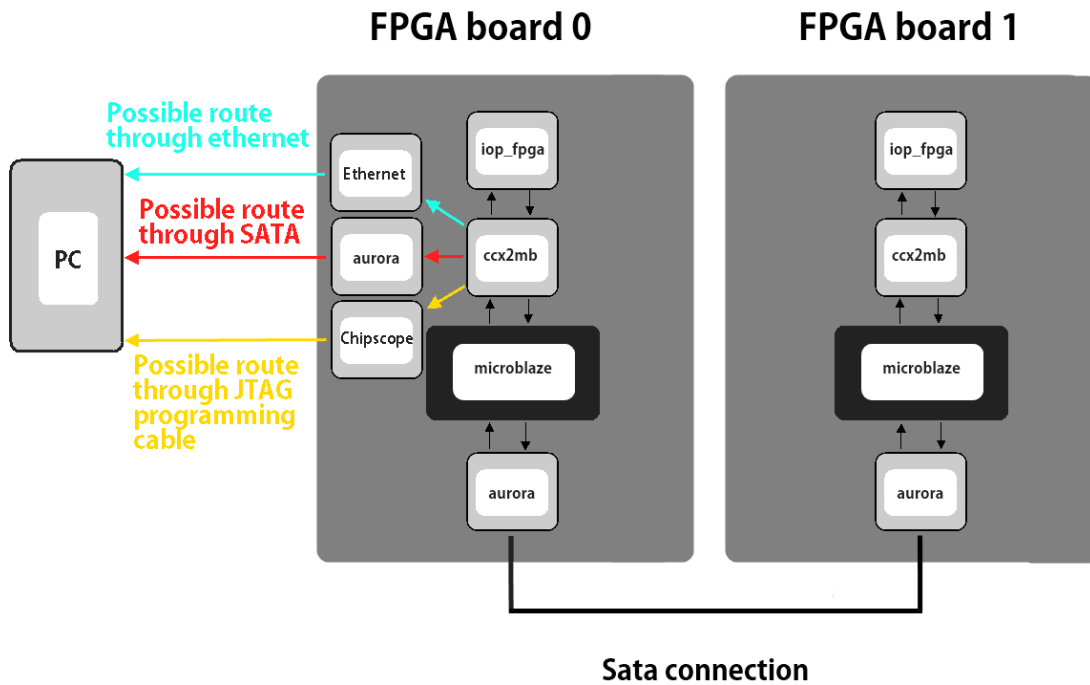 FPGA board 0
FPGA board 1
Possible route
through ethernet
Possible route
through SATA
Possible route
through JTAG
programming
cable
PC
Ethernet
aurora
Chipscope
iop_fpga
ccx2mb
microblaze
aurora
iop_fpga
ccx2mb
microblaze
aurora
Sata connection